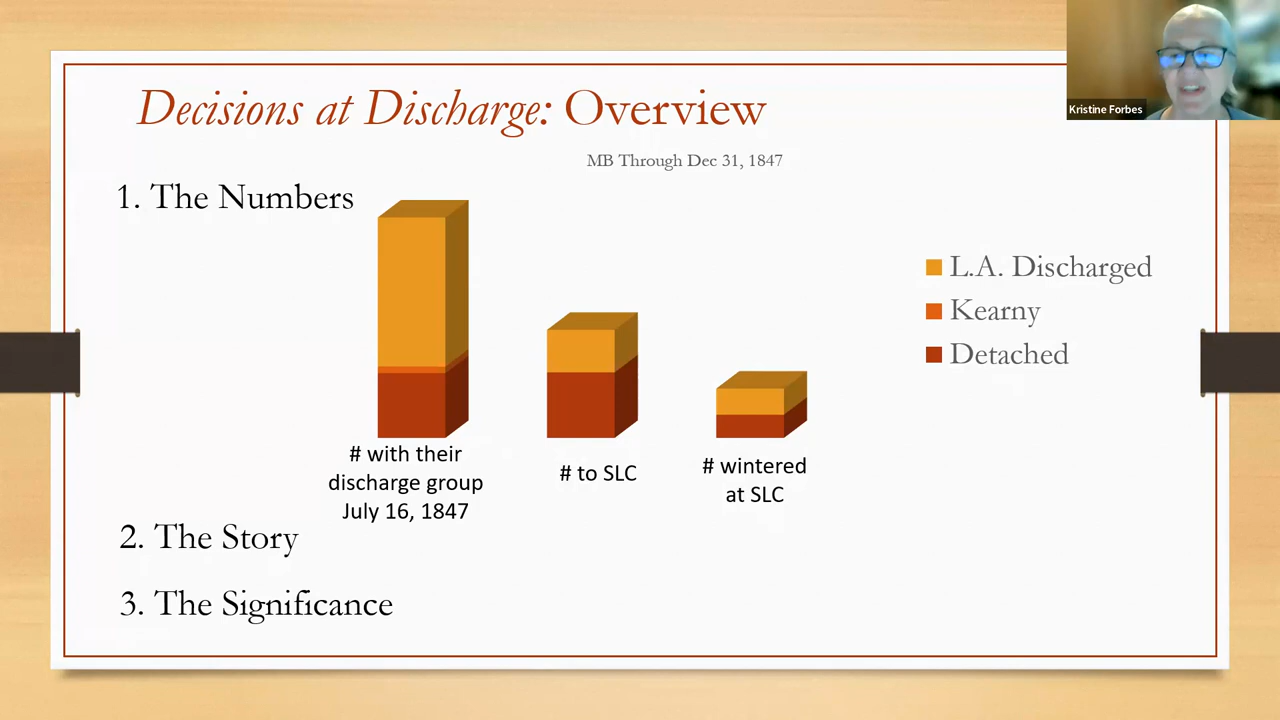 Decisions at Discharge: Overview
Kristine Forbes
MB Through Dec 31, 1847
1. The Numbers
L.A. Discharged
Kearny
Detached
# with their
discharge group
July 16, 1847
# to SLC
# wintered
at SLC
2. The Story
3. The Significance